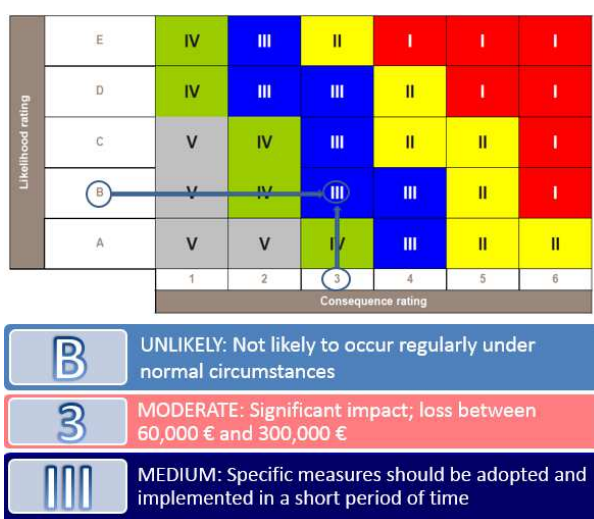 Likelihood rating
E IV III II I I I
D IV III III II I I
C V IV III II II I
B V IV III III II I
A V V IV III II II
1 2 3 4 5 6
Consequence rating
B
UNLIKELY: Not likely to occur regularly under
normal circumstances
3
MODERATE: Significant impact; loss between
60,000 € and 300,000 €
III
MEDIUM: Specific measures should be adopted and
implemented in a short period of time